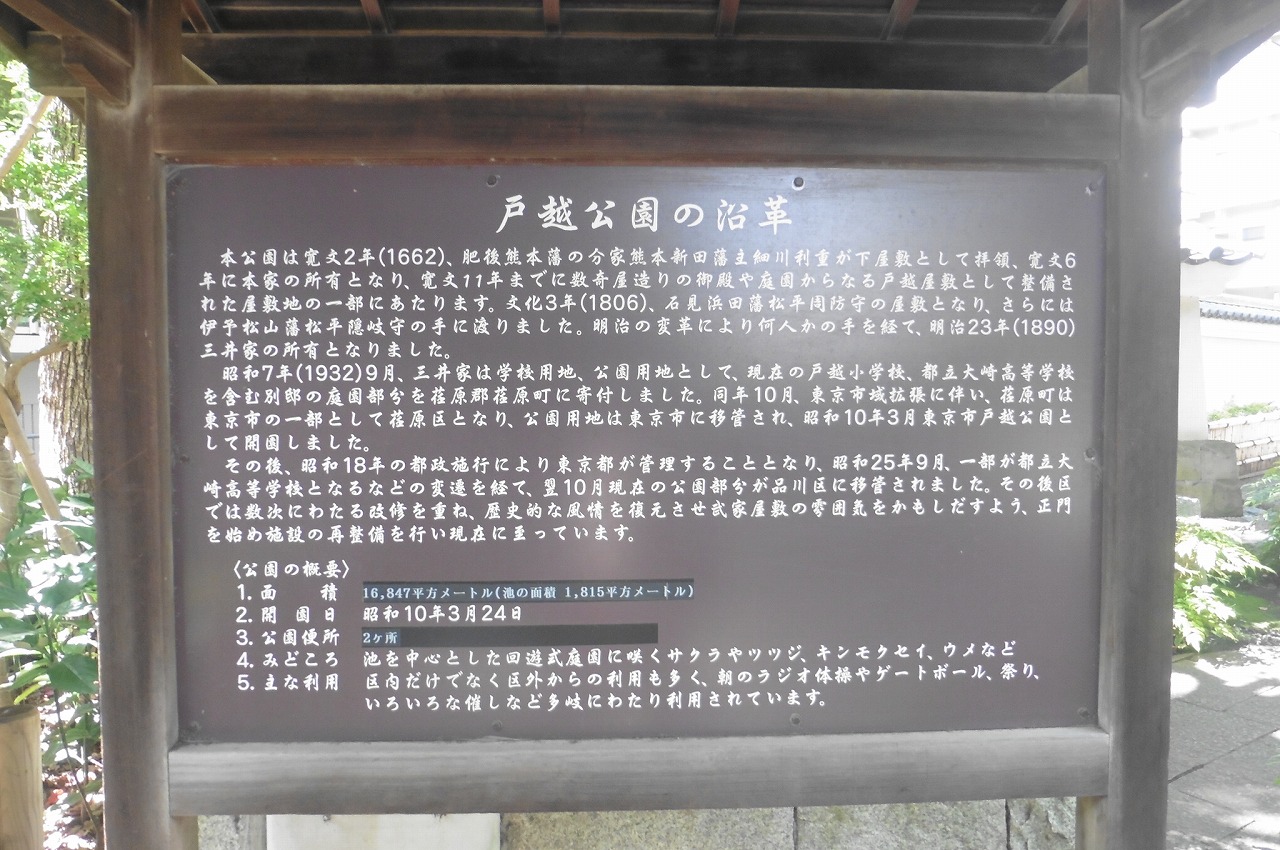 戸越公園の沿革
本公園は寛文2年(1662)、肥後熊本藩の分家熊本新田藩主細川利重が下屋敷として拝領、寛文6
年に本家の所有となり、寛文11年までに数奇屋造りの御殿や庭園からなる戸越屋敷として整備さ
れた屋敷地の一部にあたります。文化3年(1806)、石見浜田藩松平周防守の屋敷となり、さらには
伊予松山藩松平隠岐守の手に渡りました。明治の変革により何人かの手を経て、明治23年(1890)
三井家の所有となりました。
昭和7年(1932)9月、三井家は学校用地、公園用地として、現在の戸越小学校、都立大崎高等学校
を含む別邸の庭園部分を荏原郡荏原町に寄付しました。同年10月、東京市域拡張に伴い、荏原町は
東京市の一部として荏原区となり、公園用地は東京市に移管され、昭和10年3月東京市戸越公園と
して開園しました。
その後、昭和18年の都政施行により東京都が管理することとなり、昭和25年9月、一部が都立大
崎高等学校となるなどの変遷を経て、翌10月現在の公園部分が品川区に移管されました。その後区
では数次にわたる改修を重ね、歴史的な風情を復元させ武家屋敷の雰囲気をかもしだすよう、正門
を始め施設の再整備を行い現在に至っています。
〈公園の概要〉
1. 面 積 16,847平方メートル(池の面積 1,815平方メートル)
2. 開園日 昭和10年3月24日
3. 公園便所 2ヶ所
4. みどころ 池を中心とした回遊式庭園に咲くサクラやツツジ、キンモクセイ、ウメなど
5. 主な利用 区内だけでなく区外からの利用も多く、朝のラジオ体操やゲートボール、祭り、
いろいろな催しなど多岐にわたり利用されています。